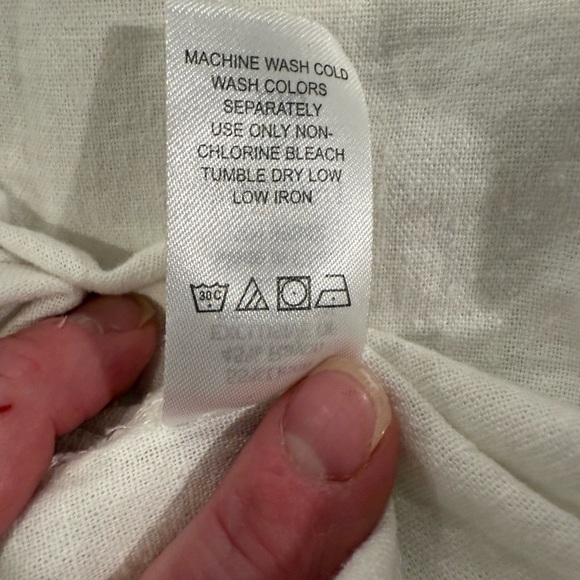 MACHINE WASH COLD
WASH COLORS
SEPARATELY
USE ONLY NON-
CHLORINE BLEACH
TUMBLE DRY LOW
LOW IRON
30C